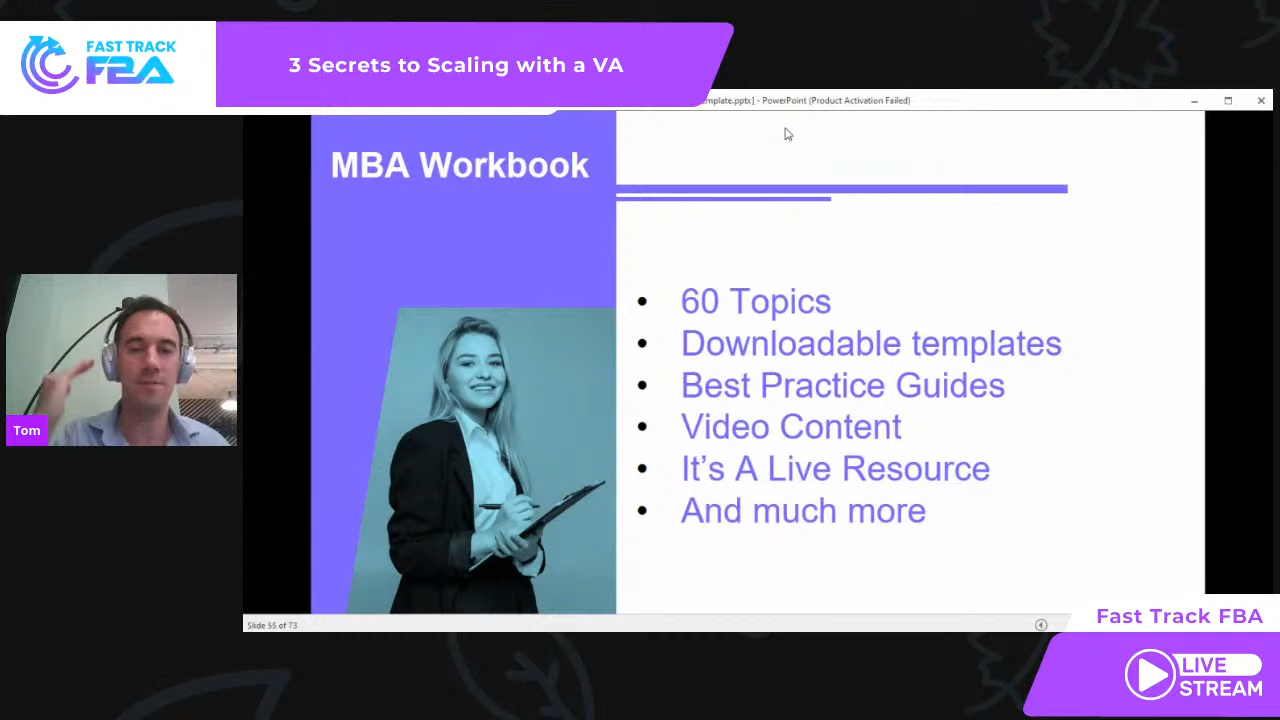 FAST TRACK
FBA
3 Secrets to Scaling with a VA
mplate.pptx] - PowerPoint (Product Activation Failed)
MBA Workbook
• 60 Topics
• Downloadable templates
• Best Practice Guides
• Video Content
• It's A Live Resource
• And much more
Tom
Slide 55 of 73
Fast Track FBA
LIVE
STREAM